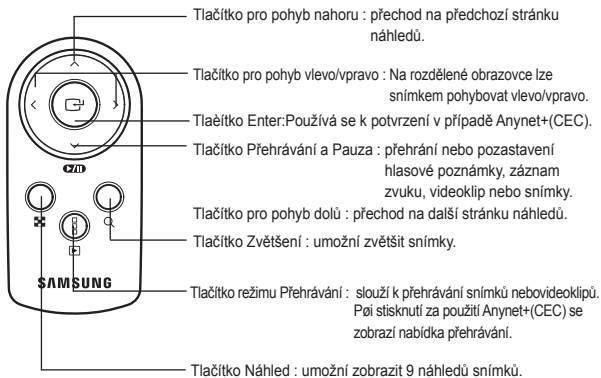 Tlačítko pro pohyb nahoru : přechod na předchozí stránku
náhledů.
Tlačítko pro pohyb vlevo/vpravo : Na rozdělené obrazovce lze
snímkem pohybovat vlevo/vpravo.
Tlaèítko Enter:Používá se k potvrzení v případě Anynet+(CEC).
Tlačítko Přehrávání a Pauza : přehrání nebo pozastavení
hlasové poznámky, záznam
zvuku, videoklip nebo snímky.
Tlačítko pro pohyb dolů : přechod na další stránku náhledů.
Tlačítko Zvětšení : umožní zvětšit snímky.
SAMSUNG
Tlačítko režimu Přehrávání : slouží k přehrávání snímků nebovideoklipů.
Pøi stisknutí za použití Anynet+(CEC) se
zobrazí nabídka přehrávání.
Tlačítko Náhled : umožní zobrazit 9 náhledů snímků.